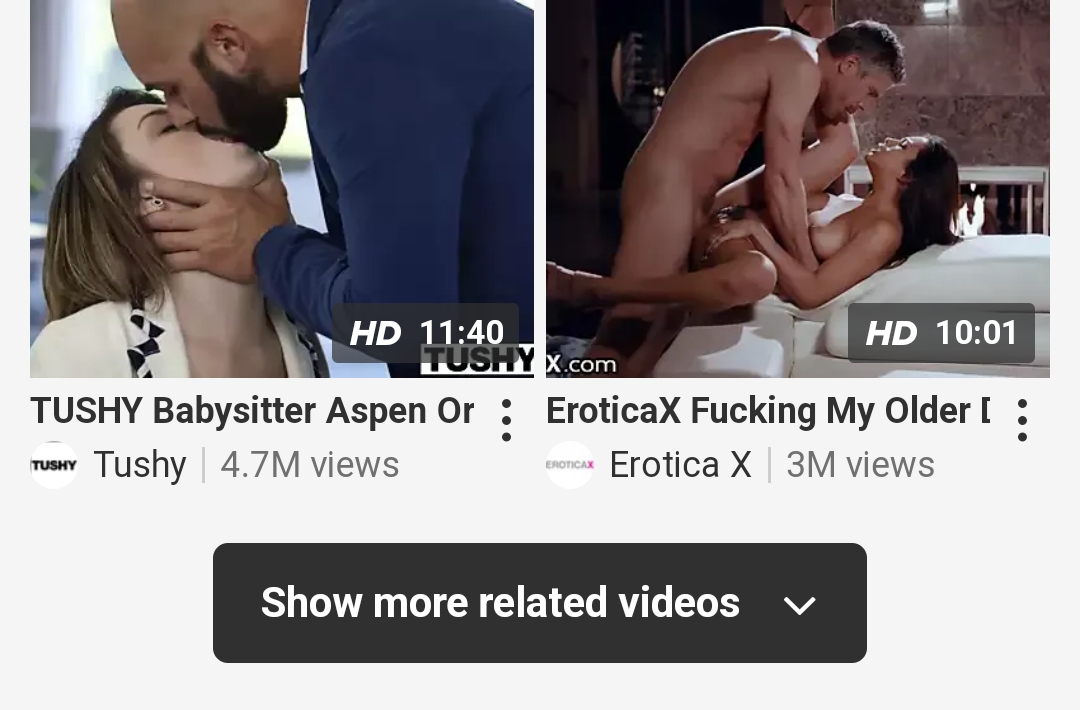 HD 11:40
TUSHY
HD 10:01
X.com
TUSHY Babysitter Aspen Or
EroticaX Fucking My Older
TUSHY Tushy 4.7M views
EROTICAX Erotica X 3M views
Show more related videos